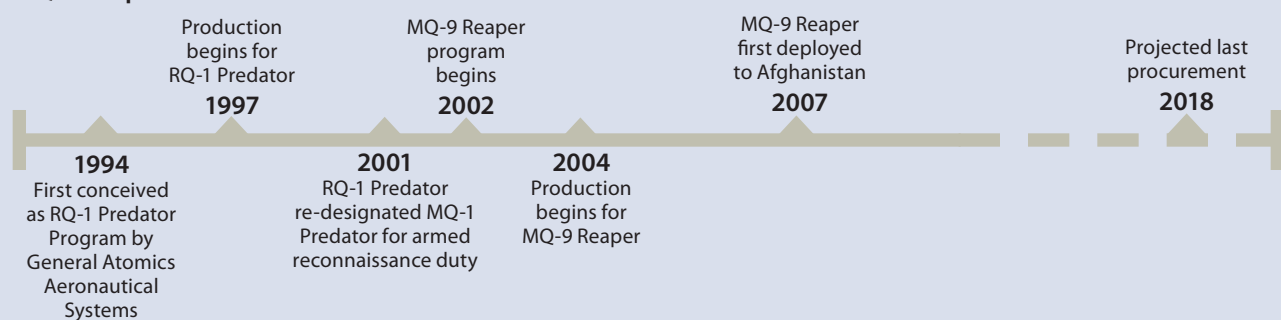 Production
begins for
RQ-1 Predator
1997
MQ-9 Reaper
program
begins
2002
MQ-9 Reaper
first deployed
to Afghanistan
2007
Projected last
procurement
2018
1994
First conceived
as RQ-1 Predator
Program by
General Atomics
Aeronautical
Systems
2001
RQ-1 Predator
re-designated MQ-1
Predator for armed
reconnaissance duty
2004
Production
begins for
MQ-9 Reaper